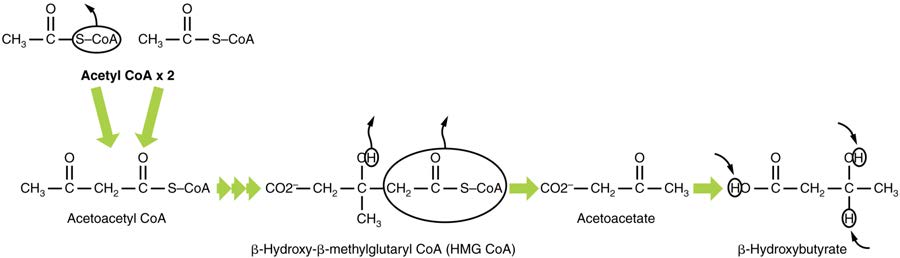 O O
CH3 — C — S–CoA CH3 — C — S–CoA
Acetyl CoA x 2
O O OH O O O OH
CH3 — C — CH2 — C — S–CoA CO2– — CH2 — C — CH2 — C — S–CoA CO2– — CH2 — C — CH3 HO — C — CH2 — C — CH3
Acetoacetyl CoA CH3 Acetoacetate H
β-Hydroxy-β-methylglutaryl CoA (HMG CoA) β-Hydroxybutyrate